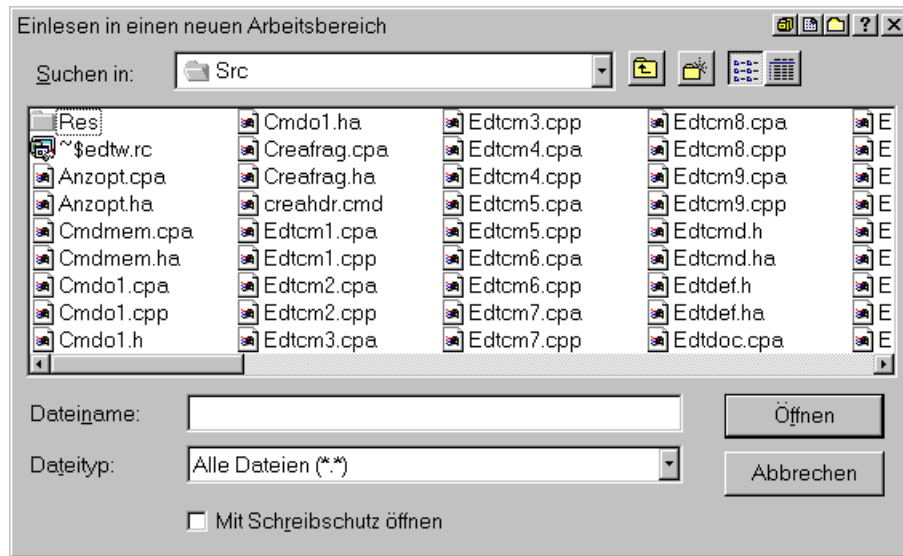 Einlesen in einen neuen Arbeitsbereich
Suchen in: Src
Res Cmdo1.ha Edtcm3.cpp Edtcm8.cpa E
~$edtw.rc Creafrag.cpa Edtcm4.cpa Edtcm8.cpp E
Anzopt.cpa Creafrag.ha Edtcm4.cpp Edtcm9.cpa E
Anzopt.ha creahdr.cmd Edtcm5.cpa Edtcm9.cpp E
Cmdmem.cpa Edtcm1.cpa Edtcm5.cpp Edtcmd.h E
Cmdmem.ha Edtcm1.cpp Edtcm6.cpa Edtcmd.ha E
Cmdo1.cpa Edtcm2.cpa Edtcm6.cpp Edtdef.h E
Cmdo1.cpp Edtcm2.cpp Edtcm7.cpa Edtdef.ha E
Cmdo1.h Edtcm3.cpa Edtcm7.cpp Edtdoc.cpa E
Dateiname: Öffnen
Dateityp: Alle Dateien (*.*) Abbrechen
Mit Schreibschutz öffnen